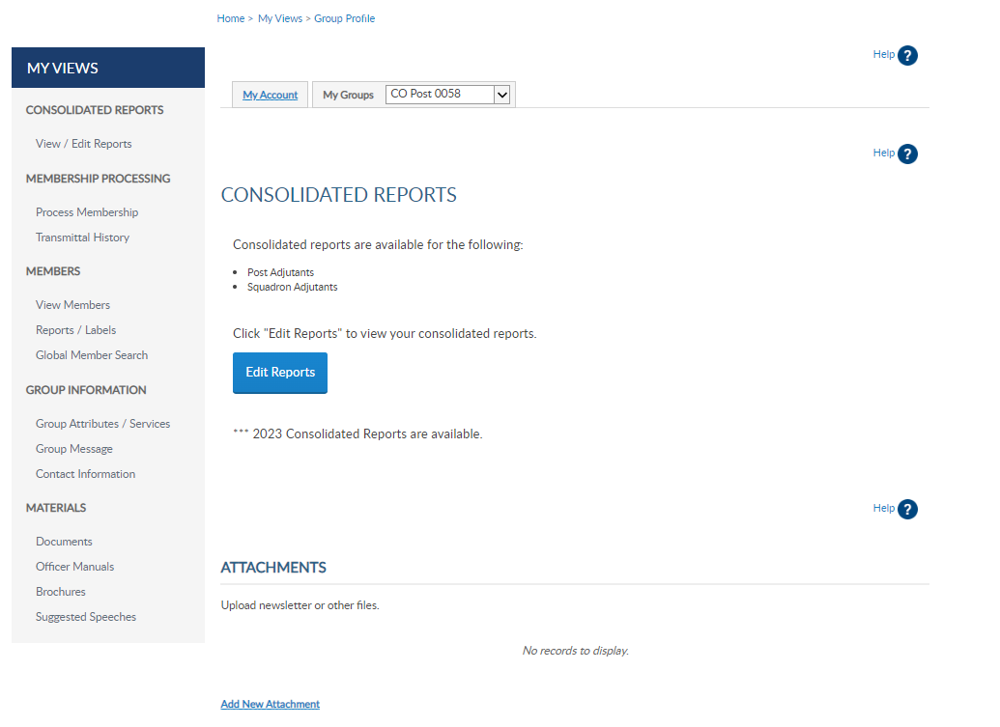 Home > My Views > Group Profile
MY VIEWS
CONSOLIDATED REPORTS
View / Edit Reports
MEMBERSHIP PROCESSING
Process Membership
Transmittal History
MEMBERS
View Members
Reports / Labels
Global Member Search
GROUP INFORMATION
Group Attributes / Services
Group Message
Contact Information
MATERIALS
Documents
Officer Manuals
Brochures
Suggested Speeches
Help ?
My Account My Groups CO Post 0058
Help ?
CONSOLIDATED REPORTS
Consolidated reports are available for the following:
• Post Adjutants
• Squadron Adjutants
Click "Edit Reports" to view your consolidated reports.
Edit Reports
*** 2023 Consolidated Reports are available.
Help ?
ATTACHMENTS
Upload newsletter or other files.
No records to display.
Add New Attachment